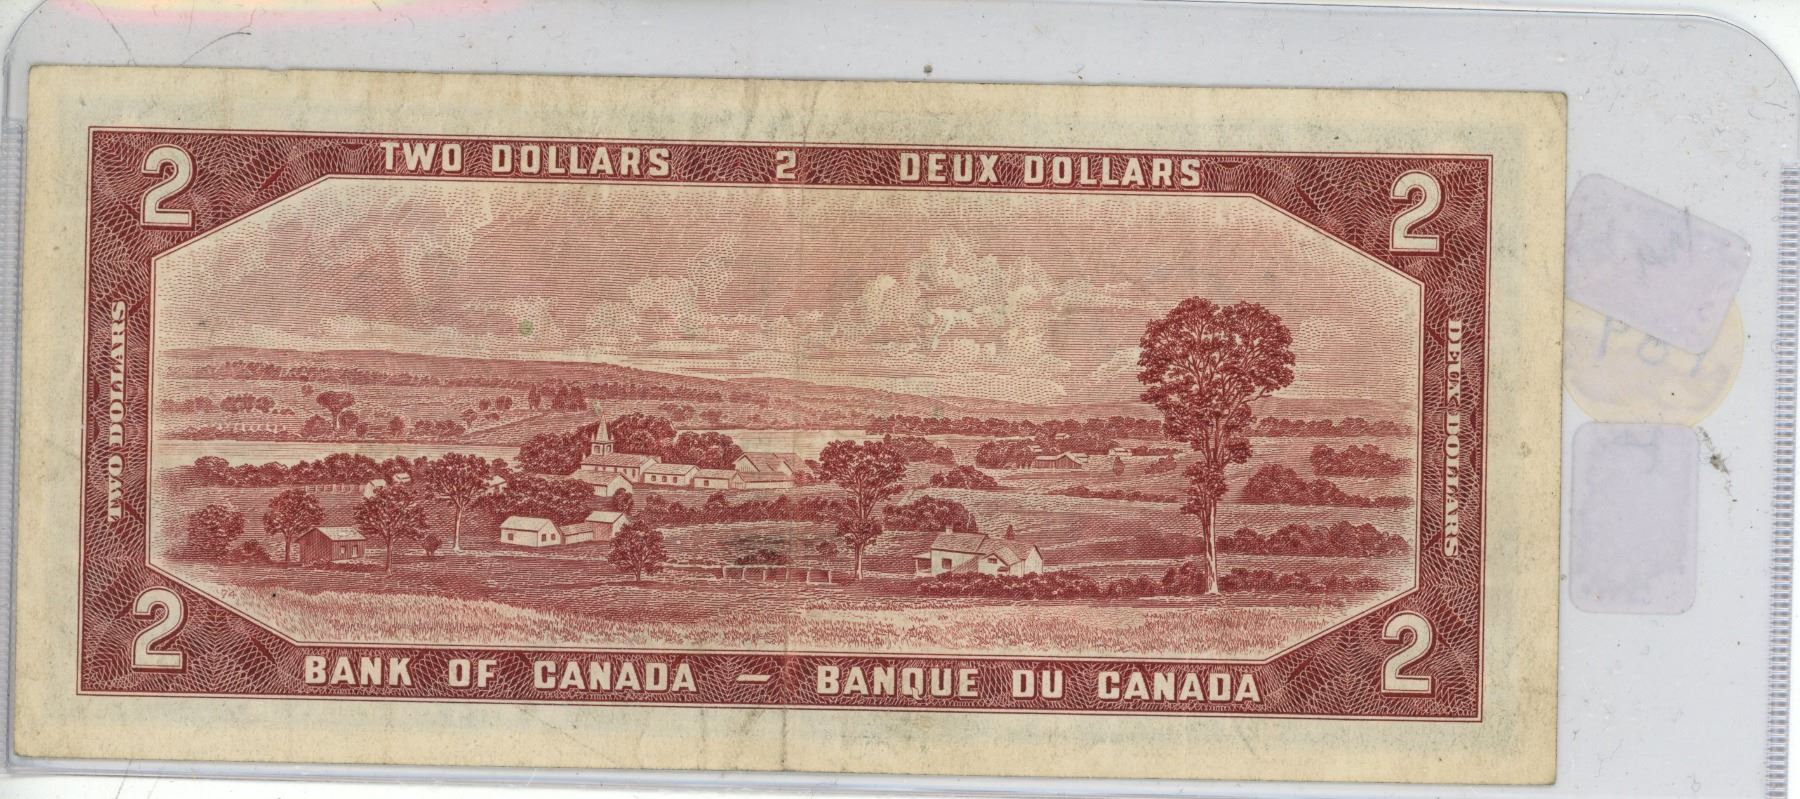 2 TWO DOLLARS 2 DEUX DOLLARS 2
TWO DOLLARS
DEUX DOLLARS
74
2 BANK OF CANADA — BANQUE DU CANADA 2